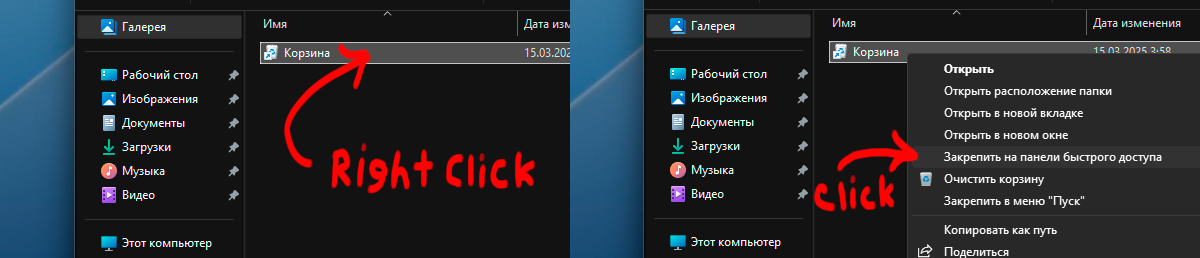 Галерея
Имя
Дата изм
Корзина
15.03.202
Рабочий стол
Изображения
Документы
Загрузки
Музыка
Видео
Этот компьютер
Right Click
Галерея
Имя
Дата изменения
Корзина
15.03.2025 3:58
Рабочий стол
Изображения
Документы
Загрузки
Музыка
Видео
Этот компьютер
Открыть
Открыть расположение папки
Открыть в новой вкладке
Открыть в новом окне
Закрепить на панели быстрого доступа
Очистить корзину
Закрепить в меню "Пуск"
Копировать как путь
Поделиться
click